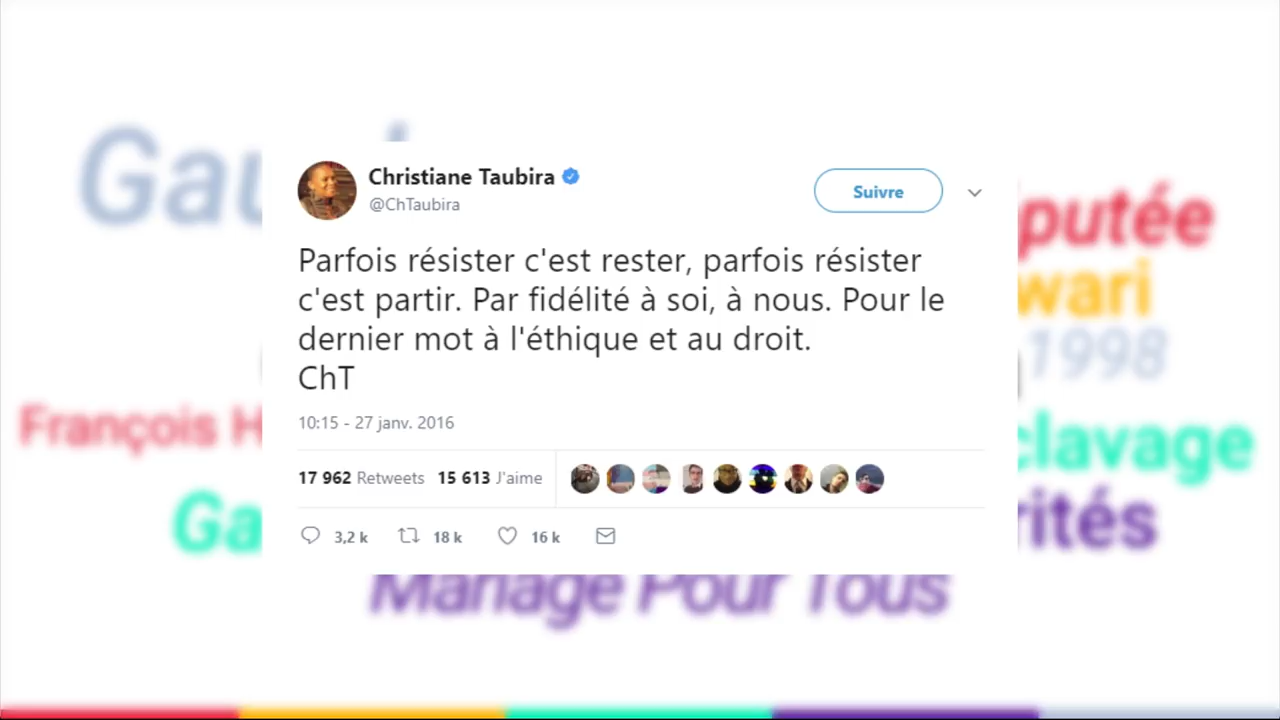 Christiane Taubira
@ChTaubira
Suivre
Parfois résister c'est rester, parfois résister
c'est partir. Par fidélité à soi, à nous. Pour le
dernier mot à l'éthique et au droit.
ChT
10:15 - 27 janv. 2016
17 962 Retweets 15 613 J'aime
3,2 k 18 k 16 k
putée
wari
1998
François H
clavage
Ga
rités
Mariage Pour Tous